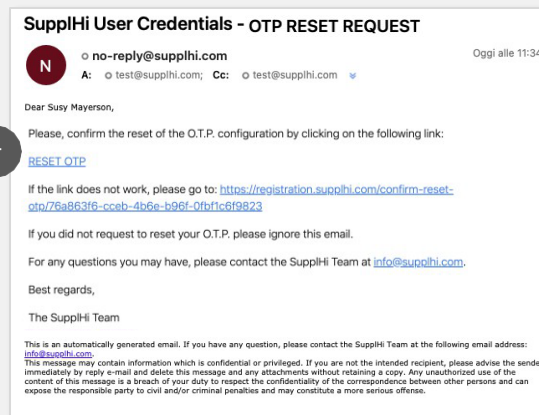 SupplHi User Credentials - OTP RESET REQUEST
N
no-reply@supplhi.com
Oggi alle 11:34
A: test@supplhi.com; Cc: test@supplhi.com
Dear Susy Mayerson,
Please, confirm the reset of the O.T.P. configuration by clicking on the following link:
RESET OTP
If the link does not work, please go to: https://registration.supplhi.com/confirm-reset-
otp/76a863f6-cceb-4b6e-b96f-0fbf1c6f9823
If you did not request to reset your O.T.P. please ignore this email.
For any questions you may have, please contact the SupplHi Team at info@supplhi.com.
Best regards,
The SupplHi Team
This is an automatically generated email. If you have any question, please contact the SupplHi Team at the following email address:
info@supplhi.com.
This message may contain information which is confidential or privileged. If you are not the intended recipient, please advise the sende
immediately by reply e-mail and delete this message and any attachments without retaining a copy. Any unauthorized use of the
content of this message is a breach of your duty to respect the confidentiality of the correspondence between other persons and can
expose the responsible party to civil and/or criminal penalties and may constitute a more serious offense.